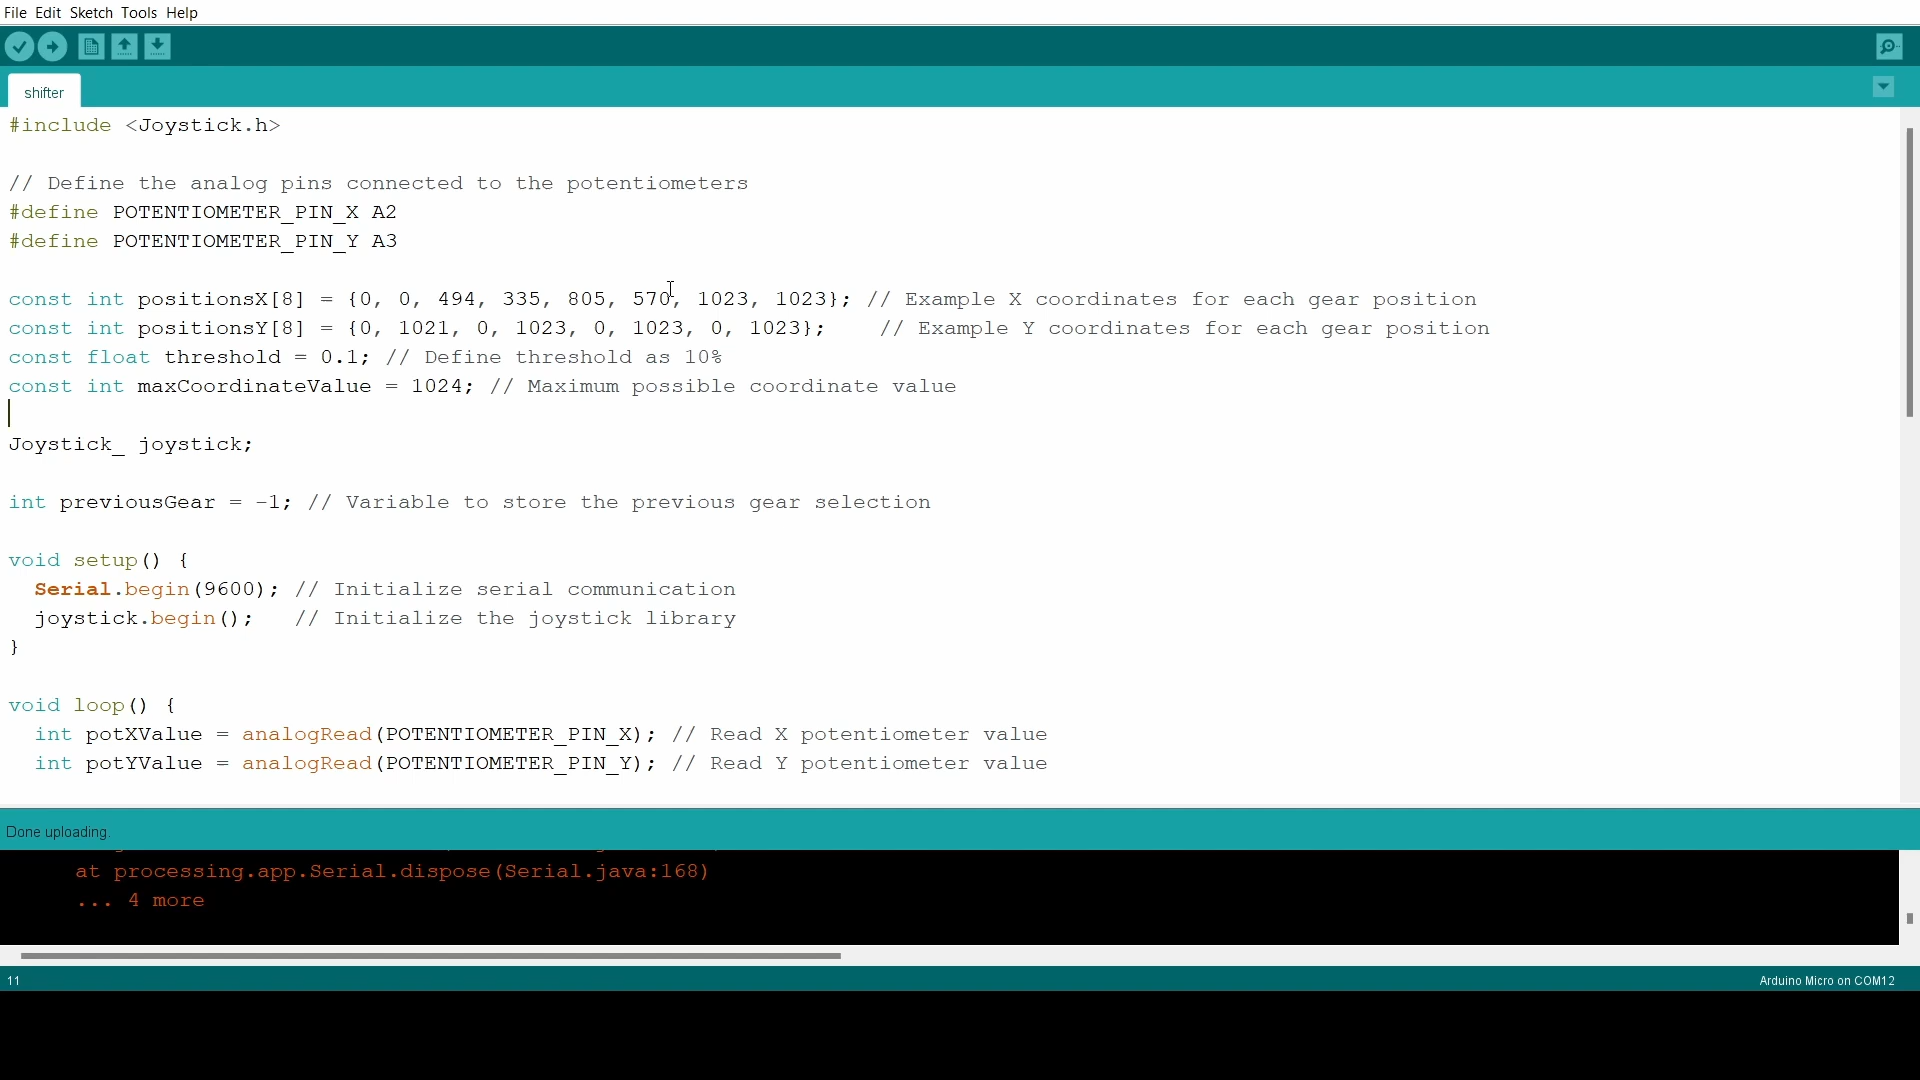 File Edit Sketch Tools Help
shifter
#include <Joystick.h>
// Define the analog pins connected to the potentiometers
#define POTENTIOMETER_PIN_X A2
#define POTENTIOMETER_PIN_Y A3
const int positionsX[8] = {0, 0, 494, 335, 805, 570, 1023, 1023}; // Example X coordinates for each gear position
const int positionsY[8] = {0, 1021, 0, 1023, 0, 1023, 0, 1023};    // Example Y coordinates for each gear position
const float threshold = 0.1; // Define threshold as 10%
const int maxCoordinateValue = 1024; // Maximum possible coordinate value
Joystick_ joystick;
int previousGear = -1; // Variable to store the previous gear selection
void setup() {
  Serial.begin(9600); // Initialize serial communication
  joystick.begin();   // Initialize the joystick library
}
void loop() {
  int potXValue = analogRead(POTENTIOMETER_PIN_X); // Read X potentiometer value
  int potYValue = analogRead(POTENTIOMETER_PIN_Y); // Read Y potentiometer value
Done uploading.
at processing.app.Serial.dispose(Serial.java:168)
... 4 more
11
Arduino Micro on COM12